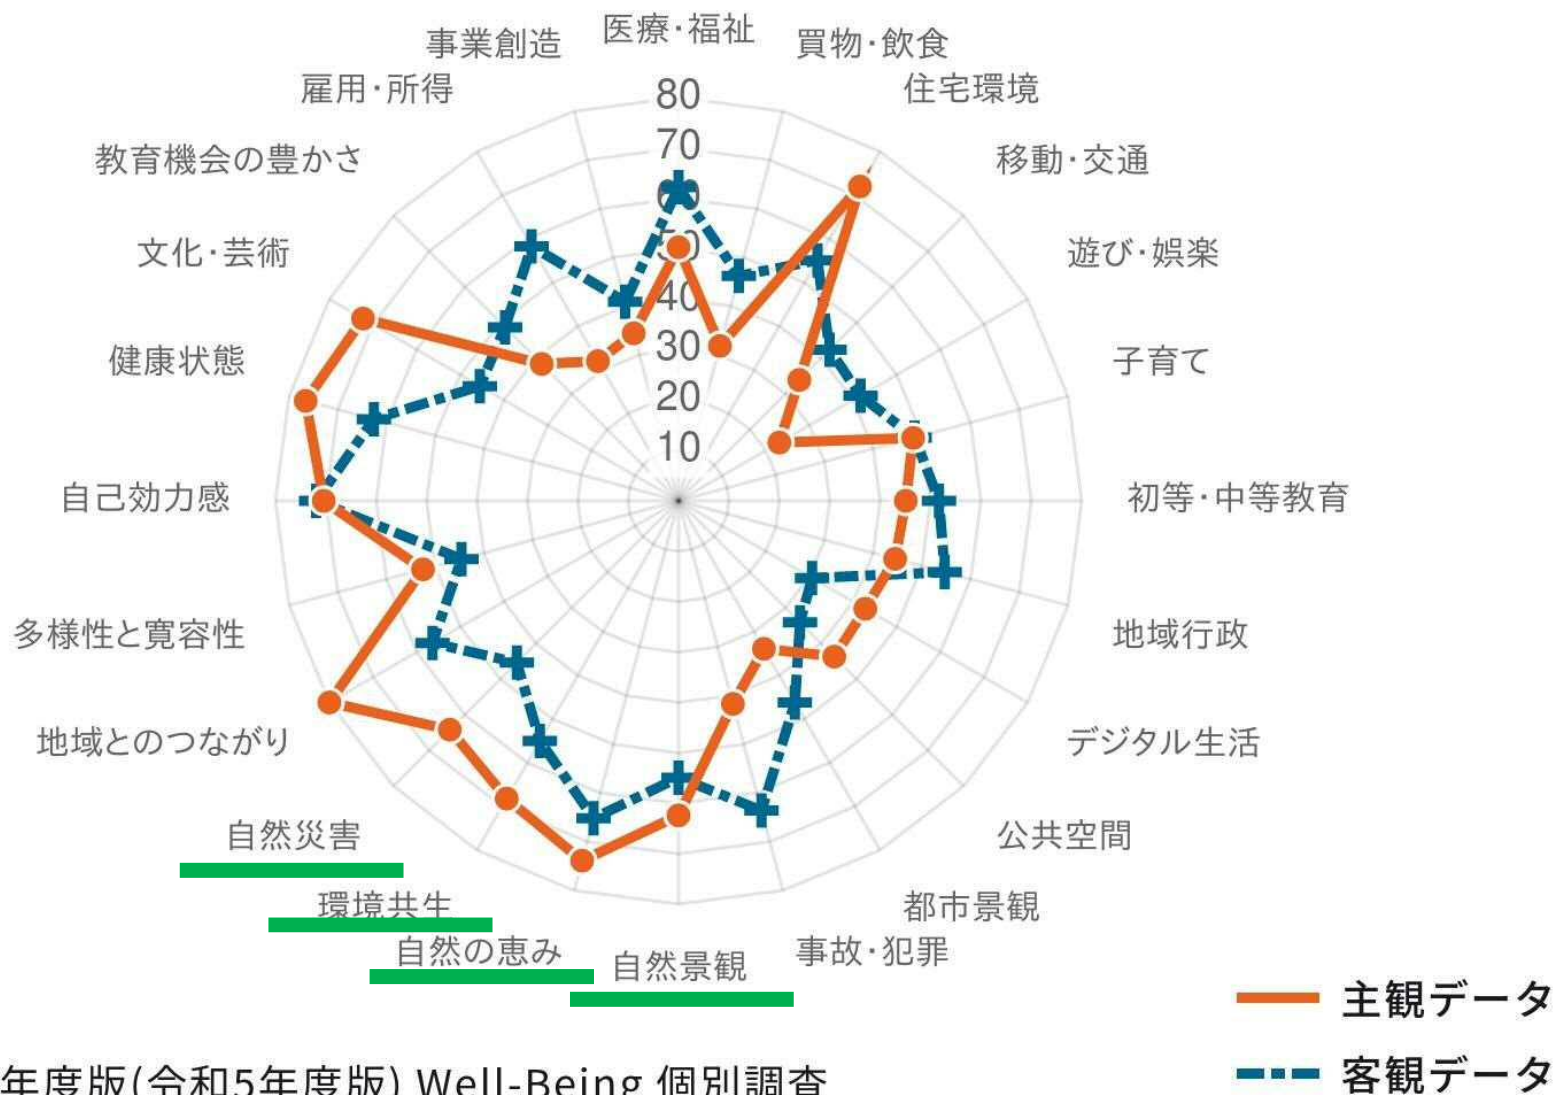 医療･福祉
事業創造
買物･飲食
雇用･所得
住宅環境
80
70
教育機会の豊かさ
移動･交通
60
文化･芸術
50
遊び･娯楽
40
健康状態
30
子育て
20
10
自己効力感
初等･中等教育
多様性と寛容性
地域行政
地域とのつながり
デジタル生活
自然災害
公共空間
環境共生
都市景観
自然の恵み
自然景観
事故･犯罪
主観データ
客観データ
年度版(令和5年度版) Well-Being 個別調査